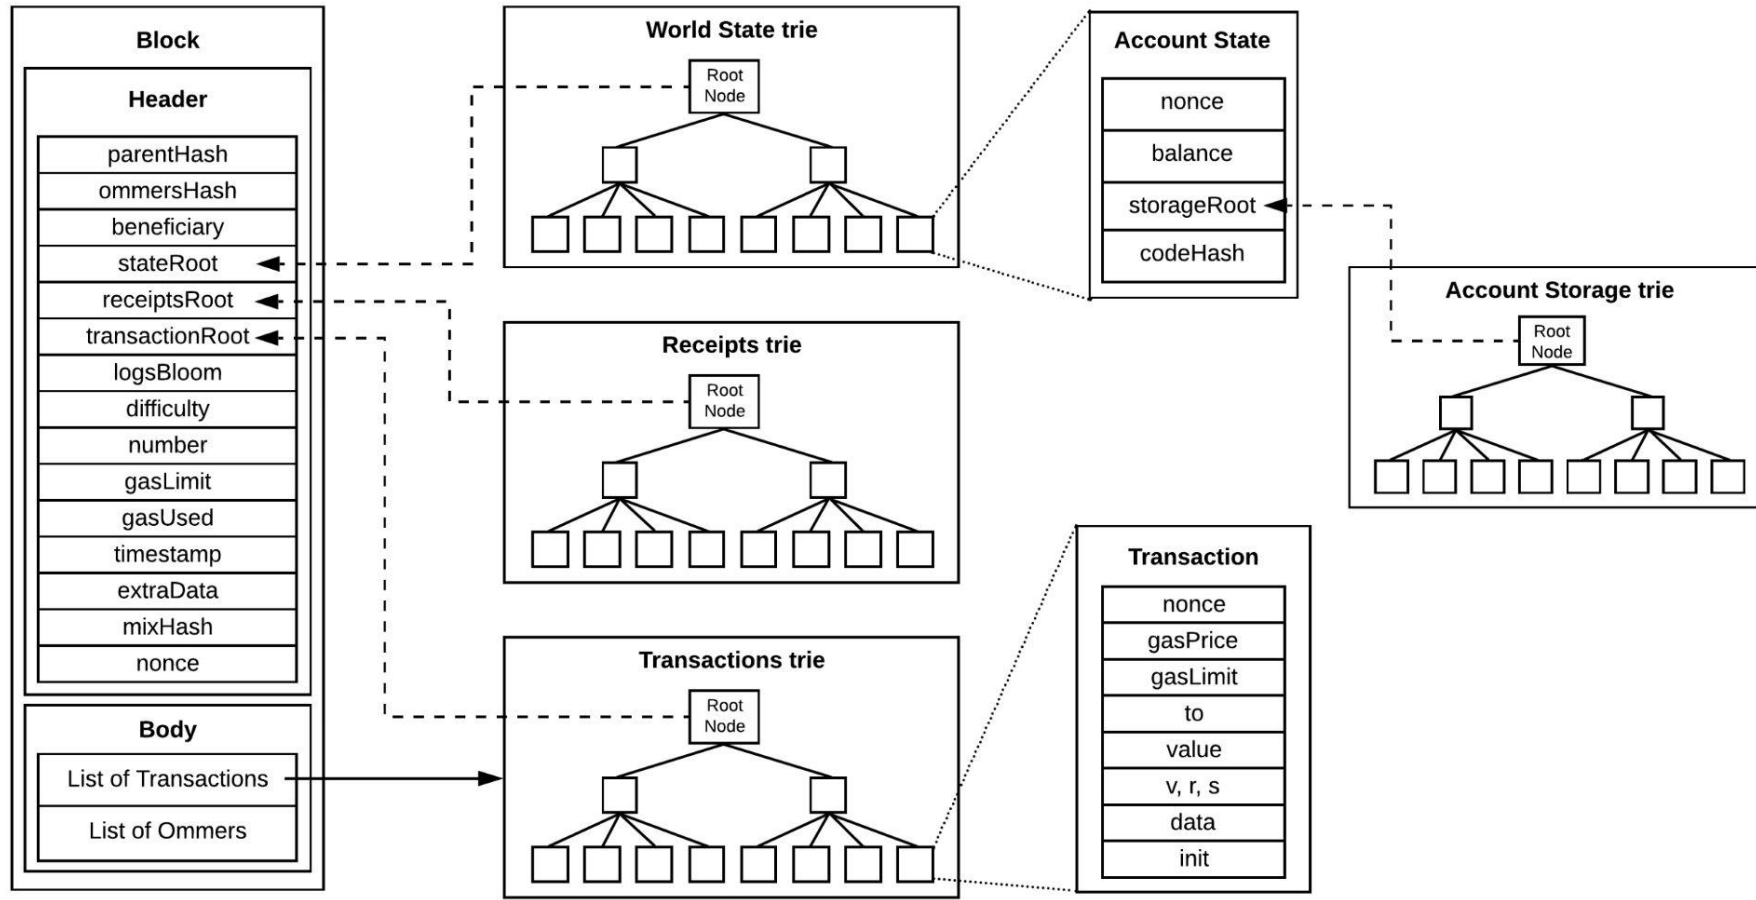 Block
Header
parentHash
ommersHash
beneficiary
stateRoot
receiptsRoot
transactionRoot
logsBloom
difficulty
number
gasLimit
gasUsed
timestamp
extraData
mixHash
nonce
Body
List of Transactions
List of Ommers
World State trie
Root
Node
Receipts trie
Root
Node
Transactions trie
Root
Node
Account State
nonce
balance
storageRoot
codeHash
Account Storage trie
Root
Node
Transaction
nonce
gasPrice
gasLimit
to
value
v, r, s
data
init